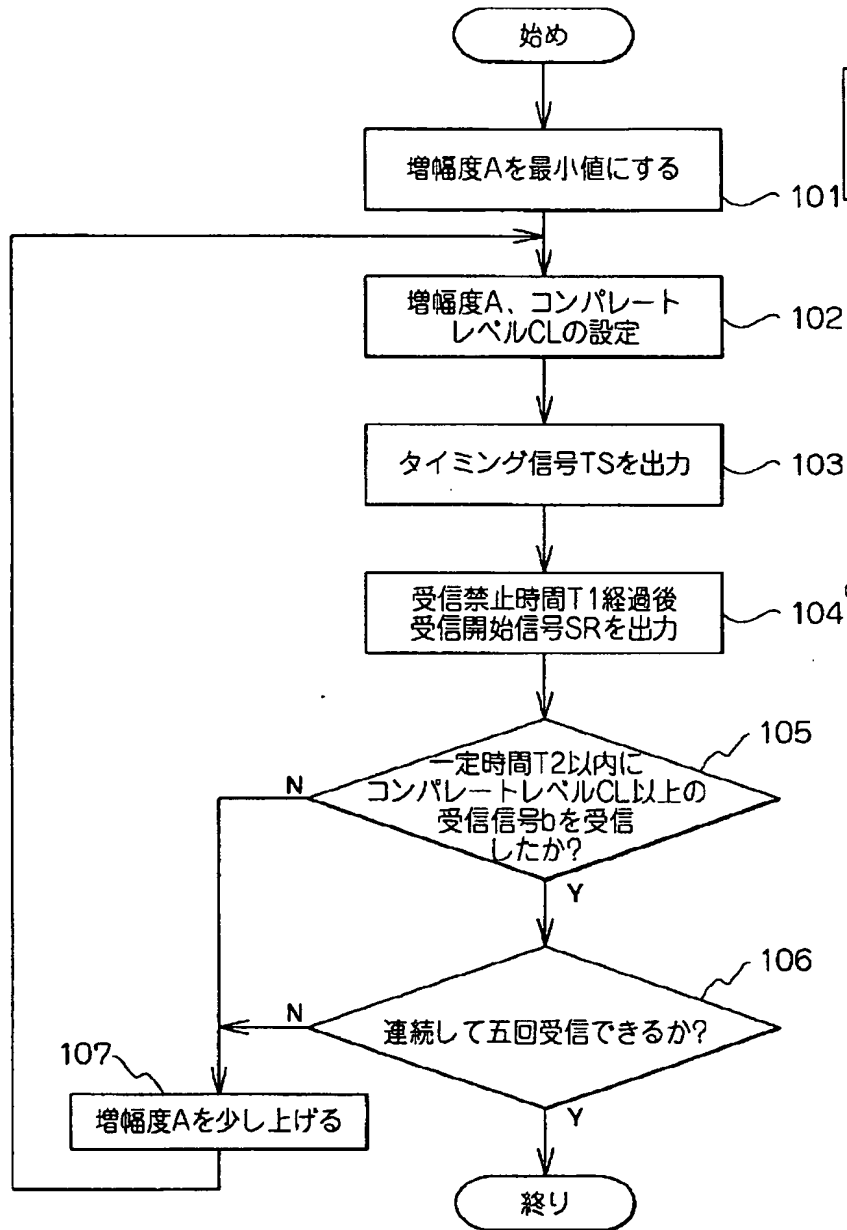 始め
増幅度Aを最小値にする
101
増幅度A、コンパレート
レベルCLの設定
102
タイミング信号TSを出力
103
受信禁止時間T1経過後
受信開始信号SRを出力
104
一定時間T2以内に
コンパレートレベルCL以上の
受信信号bを受信
したか?
105
N
Y
連続して五回受信できるか?
106
N
Y
107
増幅度Aを少し上げる
終り